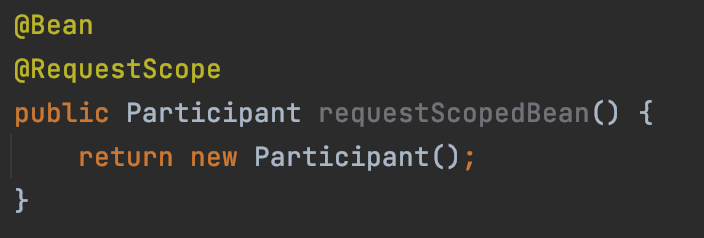 @Bean
@RequestScope
public Participant requestScopedBean() {
    return new Participant();
}